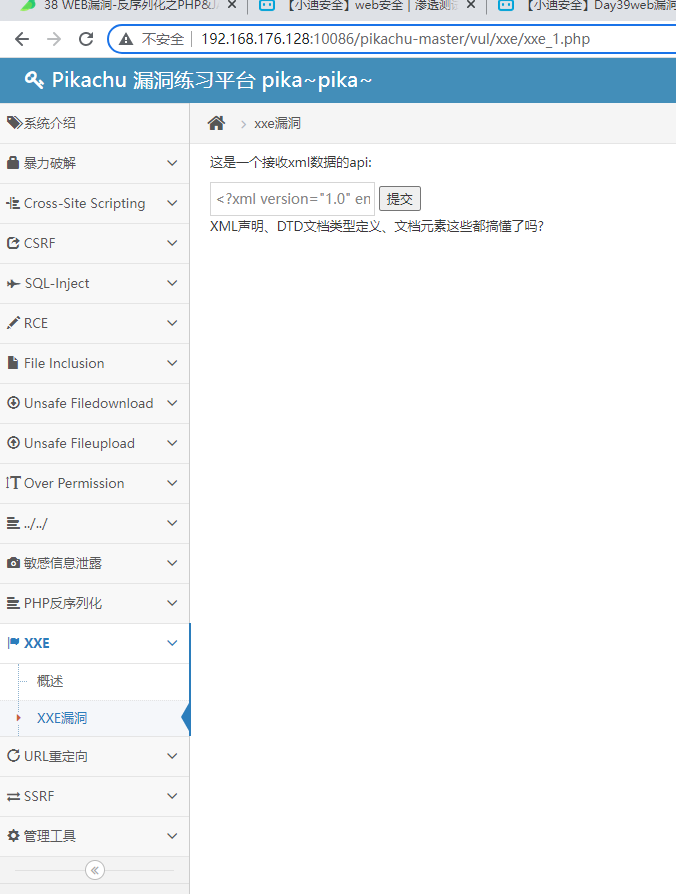 38 WEB漏洞-反序列化之PHP&JA
【小迪安全】web安全 | 渗透测试
【小迪安全】Day39web漏洞
不安全 192.168.176.128:10086/pikachu-master/vul/xxe/xxe_1.php
Pikachu 漏洞练习平台 pika~pika~
系统介绍
暴力破解
Cross-Site Scripting
CSRF
SQL-Inject
RCE
File Inclusion
Unsafe Filedownload
Unsafe Fileupload
Over Permission
../../
敏感信息泄露
PHP反序列化
XXE
概述
XXE漏洞
URL重定向
SSRF
管理工具
xxe漏洞
这是一个接收xml数据的api:
<?xml version="1.0" en
提交
XML声明、DTD文档类型定义、文档元素这些都搞懂了吗?